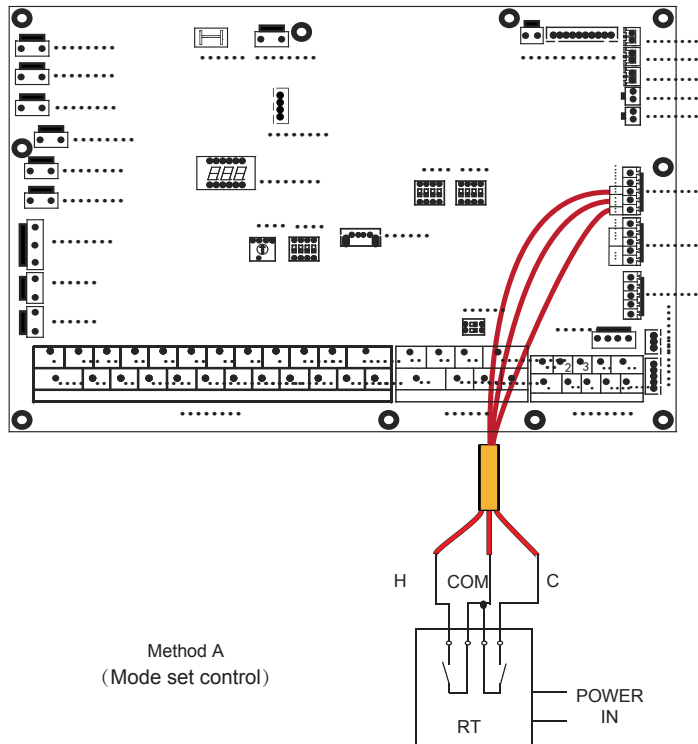 2 3
H COM C
Method A
（Mode set control）
POWER
IN
RT